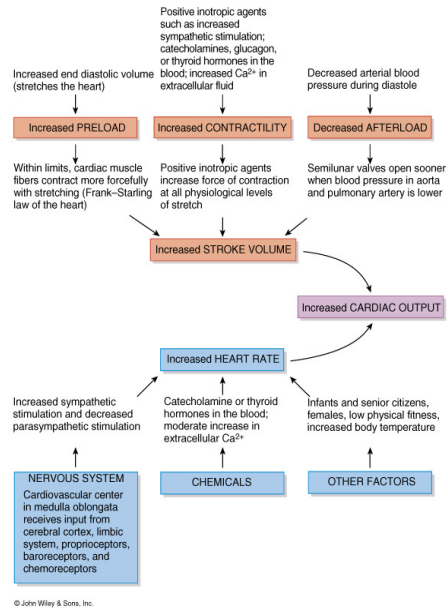 Positive inotropic agents
such as increased
sympathetic stimulation;
catecholamines, glucagon,
or thyroid hormones in the
blood; increased Ca²⁺ in
extracellular fluid
Increased end diastolic volume
(stretches the heart)
Decreased arterial blood
pressure during diastole
Increased PRELOAD
Increased CONTRACTILITY
Decreased AFTERLOAD
Within limits, cardiac muscle
fibers contract more forcefully
with stretching (Frank–Starling
law of the heart)
Positive inotropic agents
increase force of contraction
at all physiological levels
of stretch
Semilunar valves open sooner
when blood pressure in aorta
and pulmonary artery is lower
Increased STROKE VOLUME
Increased CARDIAC OUTPUT
Increased HEART RATE
Increased sympathetic
stimulation and decreased
parasympathetic stimulation
Catecholamine or thyroid
hormones in the blood;
moderate increase in
extracellular Ca²⁺
Infants and senior citizens,
females, low physical fitness,
increased body temperature
NERVOUS SYSTEM
Cardiovascular center
in medulla oblongata
receives input from
cerebral cortex, limbic
system, proprioceptors,
baroreceptors, and
chemoreceptors
CHEMICALS
OTHER FACTORS
© John Wiley & Sons, Inc.